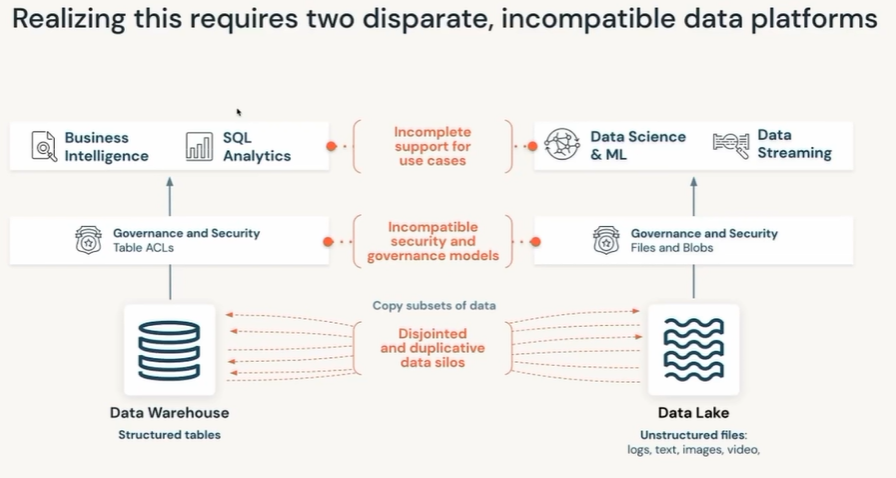 Realizing this requires two disparate, incompatible data platforms
Business
Intelligence
SQL
Analytics
Incomplete
support for
use cases
Data Science
& ML
Data
Streaming
Governance and Security
Table ACLs
Incompatible
security and
governance models
Governance and Security
Files and Blobs
Copy subsets of data
Disjointed
and duplicative
data silos
Data Warehouse
Structured tables
Data Lake
Unstructured files:
logs, text, images, video,